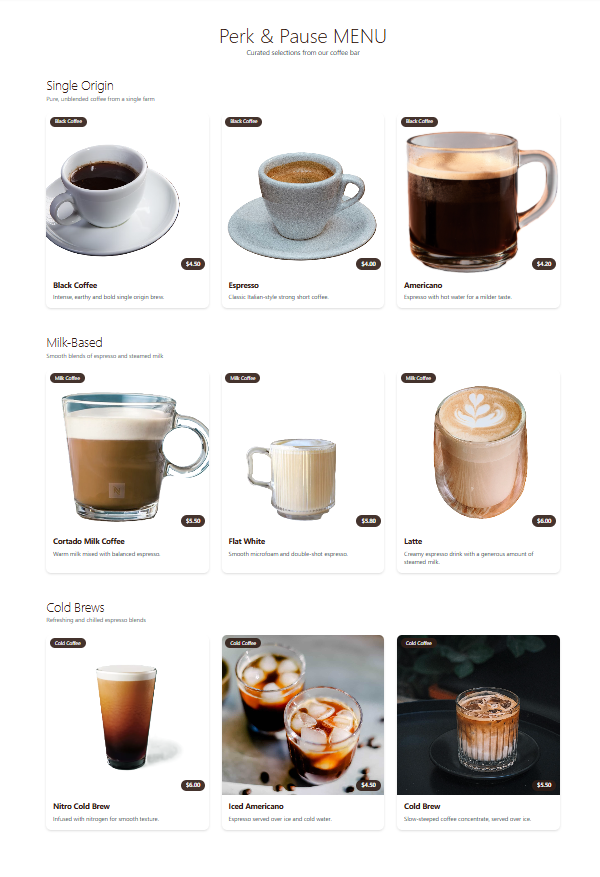 Perk & Pause MENU
Curated selections from our coffee bar
Single Origin
Pure, unblended coffee from a single farm
Black Coffee
$4.50
Black Coffee
Intense, earthy and bold single origin brew.
Black Coffee
$4.00
Espresso
Classic Italian-style strong short coffee.
Black Coffee
$4.20
Americano
Espresso with hot water for a milder taste.
Milk-Based
Smooth blends of espresso and steamed milk
Milk Coffee
$5.50
Cortado Milk Coffee
Warm milk mixed with balanced espresso
Milk Coffee
$5.80
Flat White
Smooth microfoam and double-shot espresso.
Milk Coffee
$6.00
Latte
Creamy espresso drink with a generous amount of
steamed milk.
Cold Brews
Refreshing and chilled espresso blends
Cold Coffee
$6.00
Nitro Cold Brew
Infused with nitrogen for smooth texture.
Cold Coffee
$4.50
Iced Americano
Espresso served over ice and cold water.
Cold Coffee
$5.50
Cold Brew
Slow-steeped coffee concentrate, served over ice.